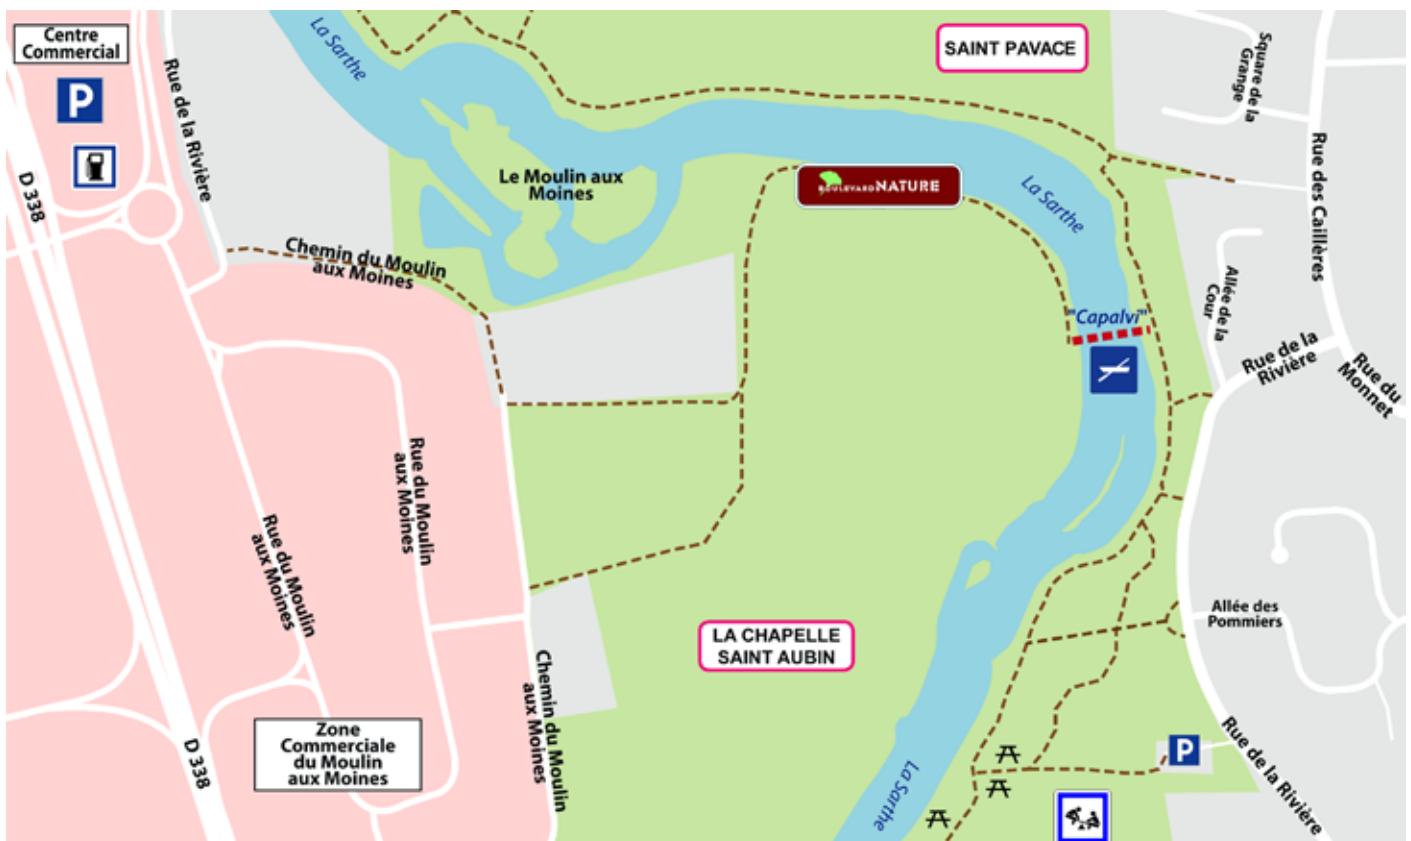 Centre
Commercial
P
D 338
Rue de la Rivière
La Sarthe
SAINT PAVACE
Square de la
Grange
Rue des Caillères
Le Moulin aux
Moines
BOULEVARD NATURE
La Sarthe
Chemin du Moulin
aux Moines
Allée de la
Cour
"Capalvi"
Rue de la
Rivière
Rue du
Monnet
Rue du Moulin
aux Moines
Rue du Moulin
aux Moines
Allée des
Pommiers
LA CHAPELLE
SAINT AUBIN
Chemin du Moulin
aux Moines
Zone
Commerciale
du Moulin
aux Moines
D 338
La Sarthe
P
Rue de la Rivière